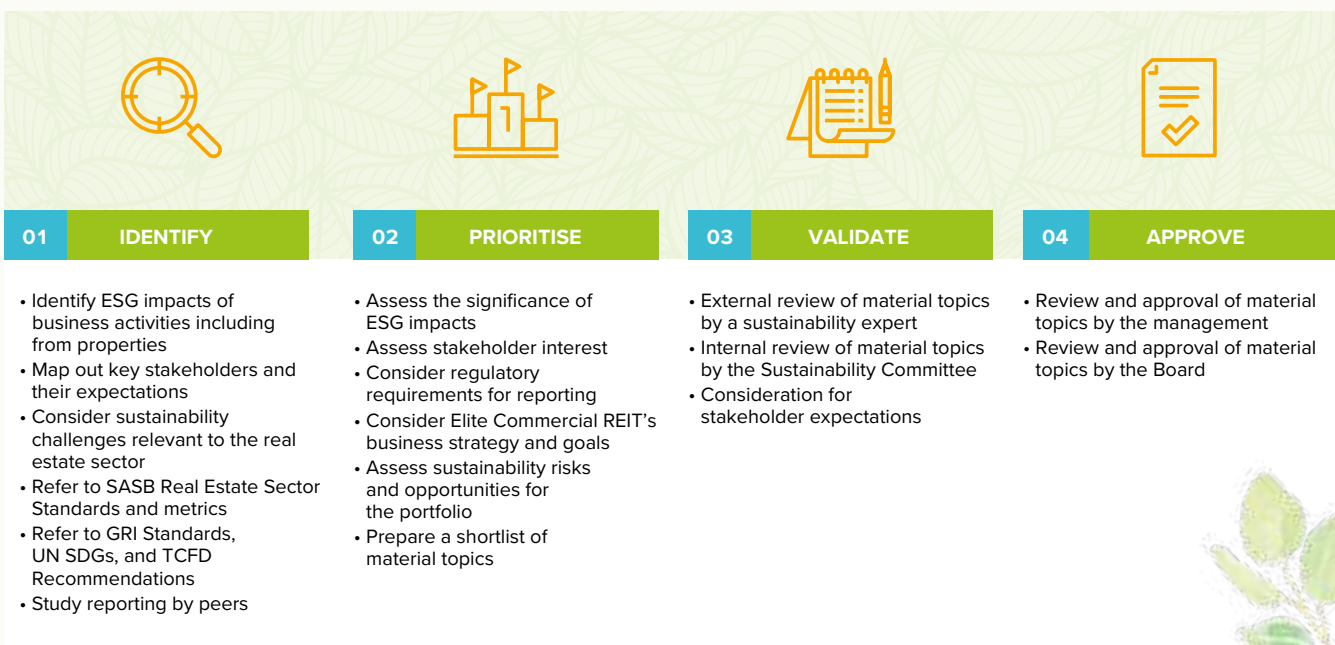 1
01 IDENTIFY
• Identify ESG impacts of
business activities including
from properties
• Map out key stakeholders and
their expectations
• Consider sustainability
challenges relevant to the real
estate sector
• Refer to SASB Real Estate Sector
Standards and metrics
• Refer to GRI Standards,
UN SDGs, and TCFD
Recommendations
• Study reporting by peers
02 PRIORITISE
• Assess the significance of
ESG impacts
• Assess stakeholder interest
• Consider regulatory
requirements for reporting
• Consider Elite Commercial REIT’s
business strategy and goals
• Assess sustainability risks
and opportunities for
the portfolio
• Prepare a shortlist of
material topics
03 VALIDATE
• External review of material topics
by a sustainability expert
• Internal review of material topics
by the Sustainability Committee
• Consideration for
stakeholder expectations
04 APPROVE
• Review and approval of material
topics by the management
• Review and approval of material
topics by the Board